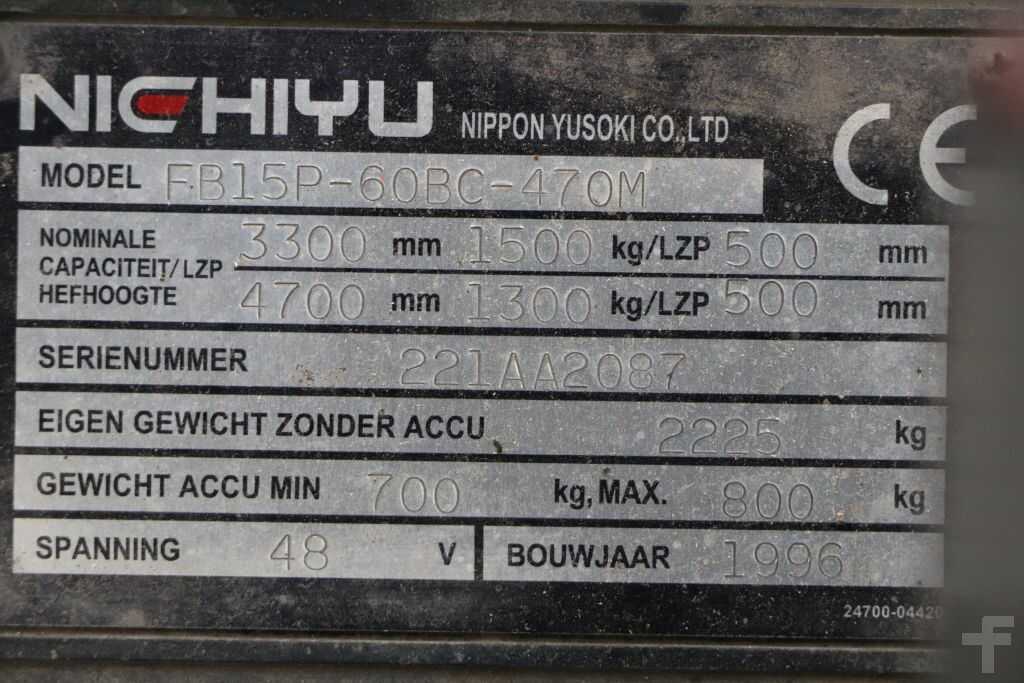 NICHIYU NIPPON YUSOKI CO.,LTD CE
MODEL FB15P-60BC-470M
NOMINALE 3300 mm 1500 kg/LZP 500 mm
CAPACITEIT/LZP
HEFHOOGTE 4700 mm 1300 kg/LZP 500 mm
SERIENUMMER 221AA2087
EIGEN GEWICHT ZONDER ACCU 2225 kg
GEWICHT ACCU MIN 700 kg, MAX. 800 kg
SPANNING 48 V BOUWJAAR 1996
24700-04420